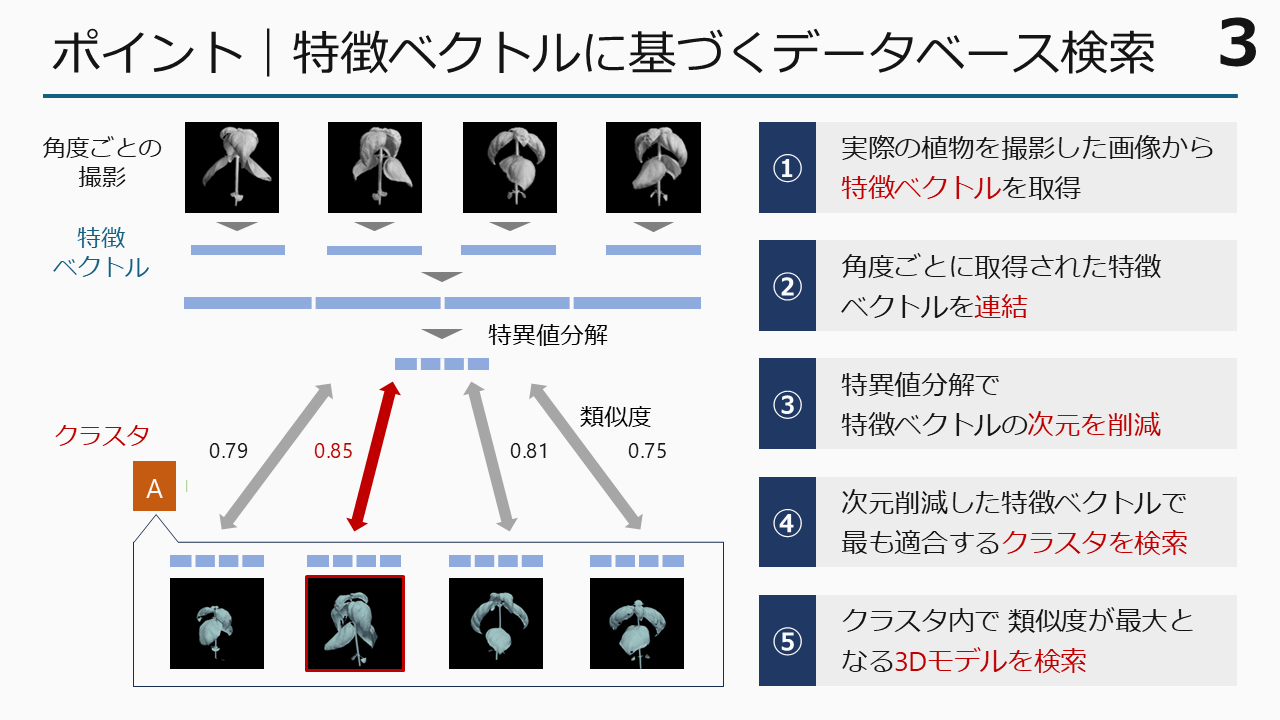 ポイント｜特徴ベクトルに基づくデータベース検索
3
角度ごとの
撮影
特徴
ベクトル
特異値分解
類似度
クラスタ
0.79
0.85
0.81
0.75
A
①
実際の植物を撮影した画像から
特徴ベクトルを取得
②
角度ごとに取得された特徴
ベクトルを連結
③
特異値分解で
特徴ベクトルの次元を削減
④
次元削減した特徴ベクトルで
最も適合するクラスタを検索
⑤
クラスタ内で 類似度が最大と
なる3Dモデルを検索